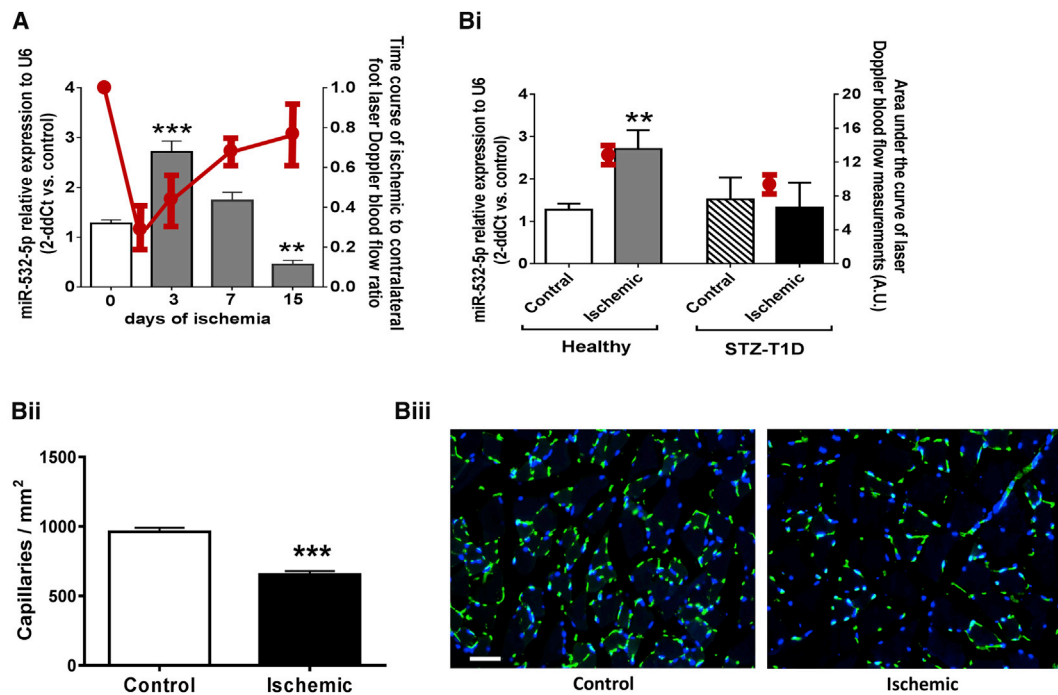 A
miR-532-5p relative expression to U6
(2-ddCt vs. control)
4
3
2
1
0
***
**
1.0
0.8
0.6
0.4
0.2
0.0
Time course of ischemic to contralateral
foot laser Doppler blood flow ratio
0 3 7 15
days of ischemia
Bi
miR-532-5p relative expression to U6
(2-ddCt vs. control)
4
3
2
1
0
**
20
16
12
8
4
0
Area under the curve of laser
Doppler blood flow measurements (A.U.)
Contral Ischemic Contral Ischemic
Healthy STZ-T1D
Bii
Capillaries / mm2
1500
1000
500
0
***
Control Ischemic
Biii
Control Ischemic